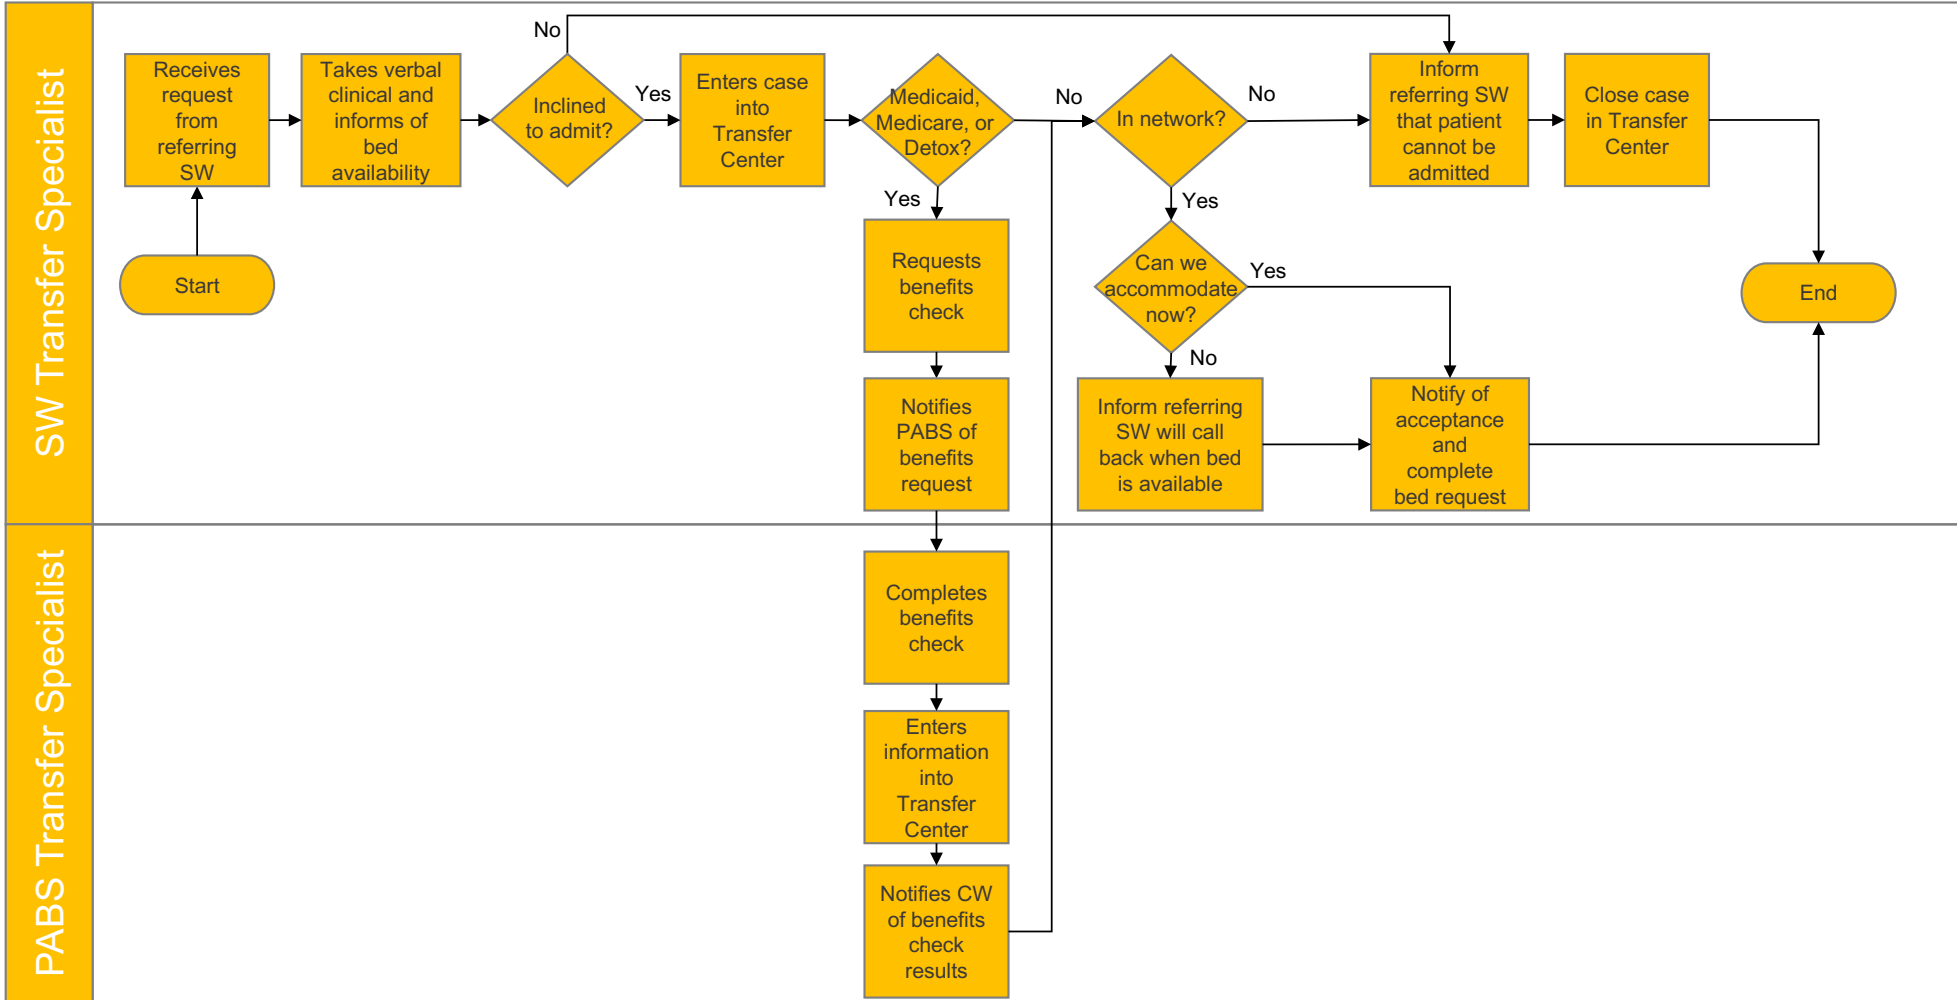 SW Transfer Specialist
Receives
request
from
referring
SW
Start
Takes verbal
clinical and
informs of
bed
availability
Inclined
to admit?
No
Yes
Enters case
into
Transfer
Center
Medicaid,
Medicare, or
Detox?
No
Yes
Requests
benefits
check
Notifies
PABS of
benefits
request
In network?
No
Yes
Can we
accommodate
now?
Yes
No
Inform referring
SW will call
back when bed
is available
Notify of
acceptance
and
complete
bed request
Inform
referring SW
that patient
cannot be
admitted
Close case
in Transfer
Center
End
PABS Transfer Specialist
Completes
benefits
check
Enters
information
into
Transfer
Center
Notifies CW
of benefits
check
results